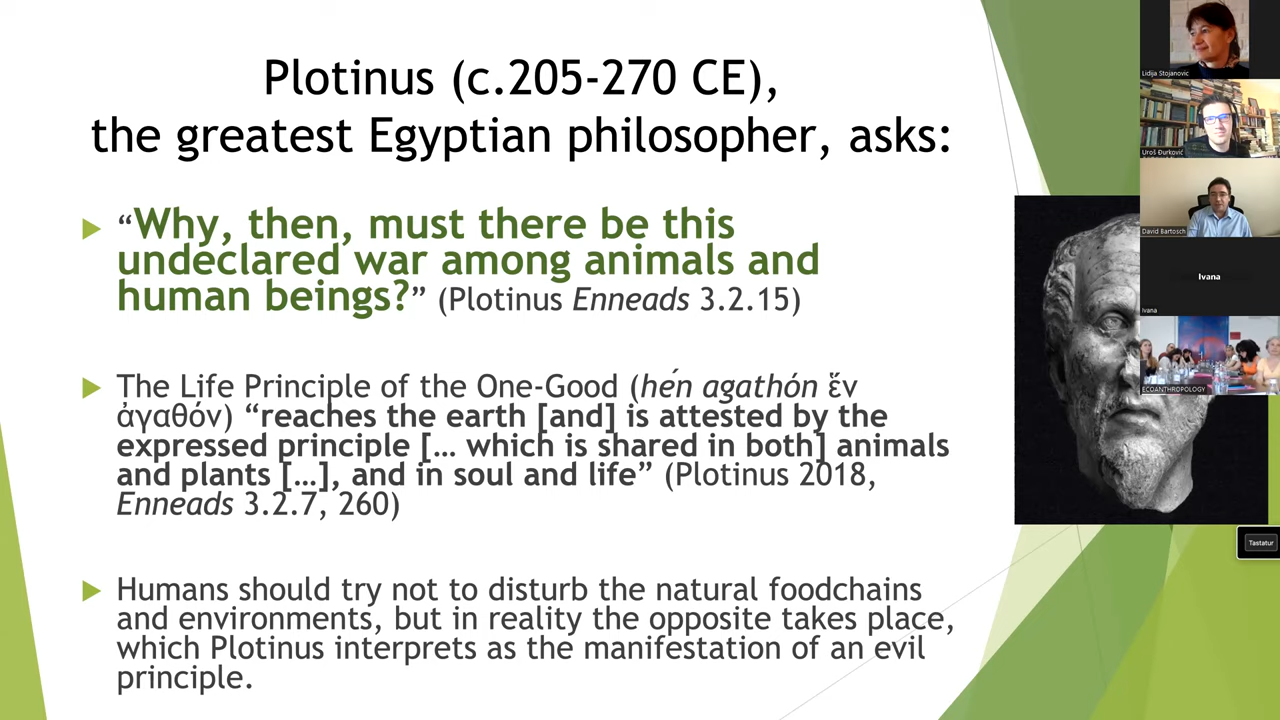 Plotinus (c.205-270 CE),
the greatest Egyptian philosopher, asks:
“Why, then, must there be this
undeclared war among animals and
human beings?” (Plotinus Enneads 3.2.15)
The Life Principle of the One-Good (heń agathón ἕν
ἀγαθόν) “reaches the earth [and] is attested by the
expressed principle [… which is shared in both] animals
and plants […], and in soul and life” (Plotinus 2018,
Enneads 3.2.7, 260)
Humans should try not to disturb the natural foodchains
and environments, but in reality the opposite takes place,
which Plotinus interprets as the manifestation of an evil
principle.
Lidija Stojanovic
Uroš Đurković
David Bartosch
Ivana
Ivana
ECOANTHROPOLOGY
Tastatur